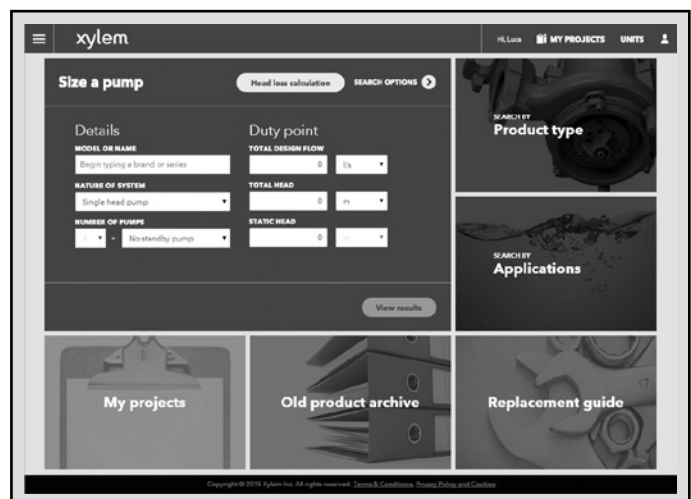 xylem
Hi, Luca MY PROJECTS UNITS
Size a pump
Head loss calculation
SEARCH OPTIONS
Details
MODEL OR NAME
Begin typing a brand or series
NATURE OF SYSTEM
Single head pump
NUMBER OF PUMPS
+ No standby pump
Duty point
TOTAL DESIGN FLOW
0 l/s
TOTAL HEAD
0 m
STATIC HEAD
0 m
View results
SEARCH BY
Product type
SEARCH BY
Applications
My projects
Old product archive
Replacement guide
17
Copyright © 2015 Xylem Inc. All rights reserved. Terms & Conditions, Privacy Policy and Cookies